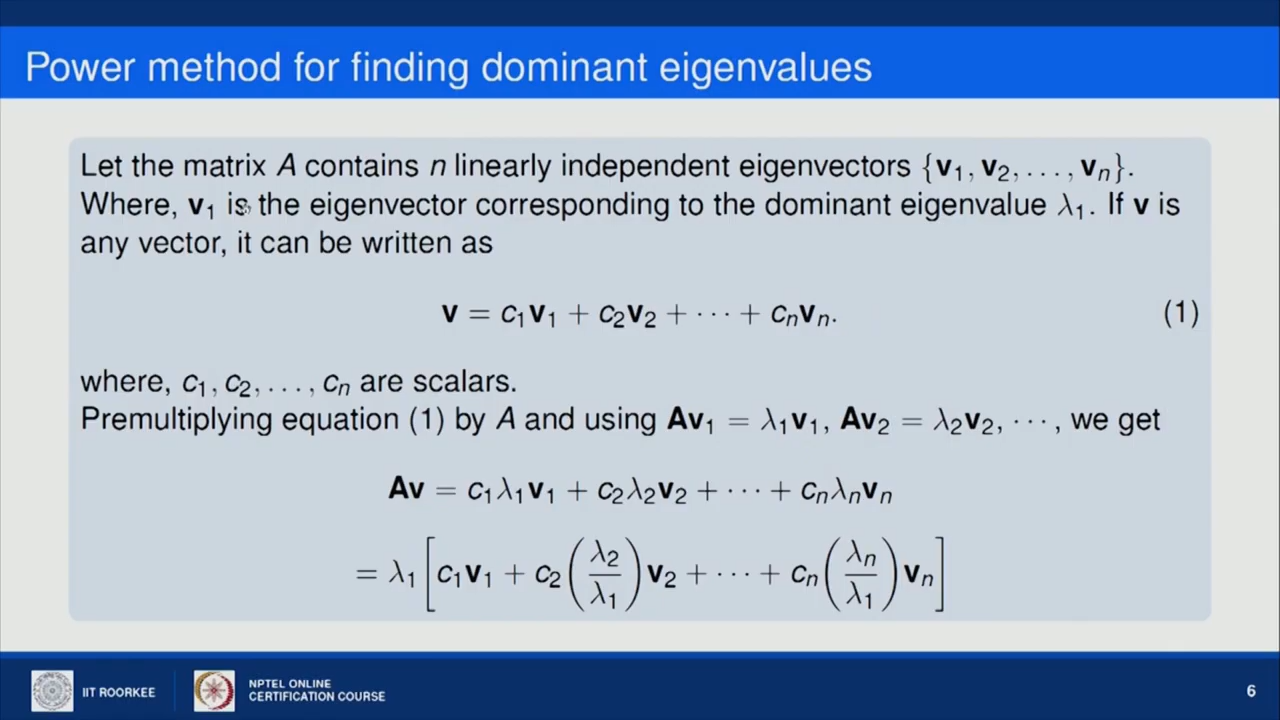 Power method for finding dominant eigenvalues
Let the matrix A contains n linearly independent eigenvectors {v₁, v₂, . . . , vₙ}.
Where, v₁ is the eigenvector corresponding to the dominant eigenvalue λ₁. If v is
any vector, it can be written as
v = c₁v₁ + c₂v₂ + · · · + cₙvₙ. (1)
where, c₁, c₂, . . . , cₙ are scalars.
Premultiplying equation (1) by A and using Av₁ = λ₁v₁, Av₂ = λ₂v₂, · · · , we get
Av = c₁λ₁v₁ + c₂λ₂v₂ + · · · + cₙλₙvₙ
= λ₁[c₁v₁ + c₂(λ₂/λ₁)v₂ + · · · + cₙ(λₙ/λ₁)vₙ]
IIT ROORKEE
NPTEL ONLINE
CERTIFICATION COURSE
6